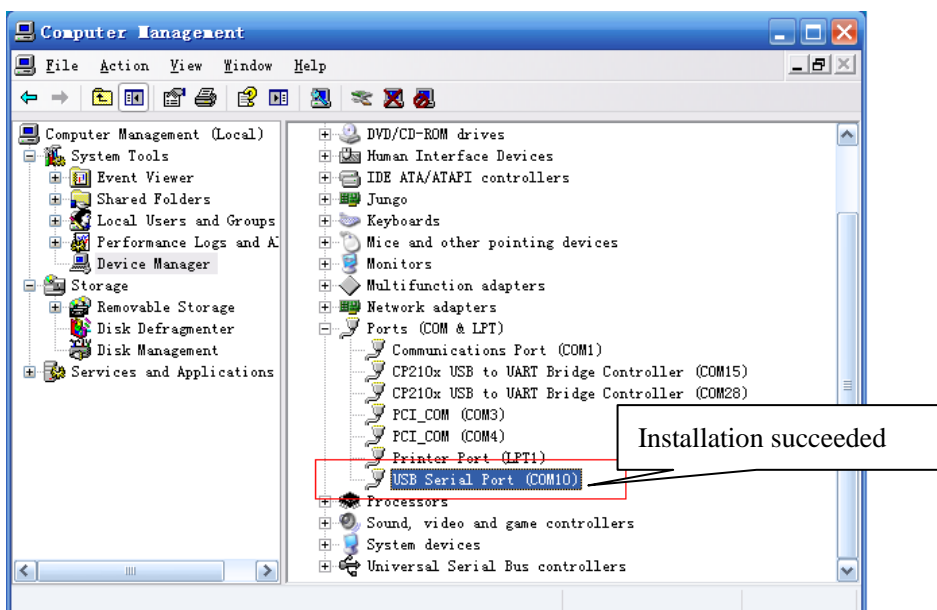 Computer Management
File Action View Window Help
Computer Management (Local)
System Tools
Event Viewer
Shared Folders
Local Users and Groups
Performance Logs and A
Device Manager
Storage
Removable Storage
Disk Defragmenter
Disk Management
Services and Applications
DVD/CD-ROM drives
Human Interface Devices
IDE ATA/ATAPI controllers
Jungo
Keyboards
Mice and other pointing devices
Monitors
Multifunction adapters
Network adapters
Ports (COM & LPT)
Communications Port (COM1)
CP210x USB to UART Bridge Controller (COM15)
CP210x USB to UART Bridge Controller (COM28)
PCI_COM (COM3)
PCI_COM (COM4)
Printer Port (LPT1)
USB Serial Port (COM10)
Processors
Sound, video and game controllers
System devices
Universal Serial Bus controllers
Installation succeeded